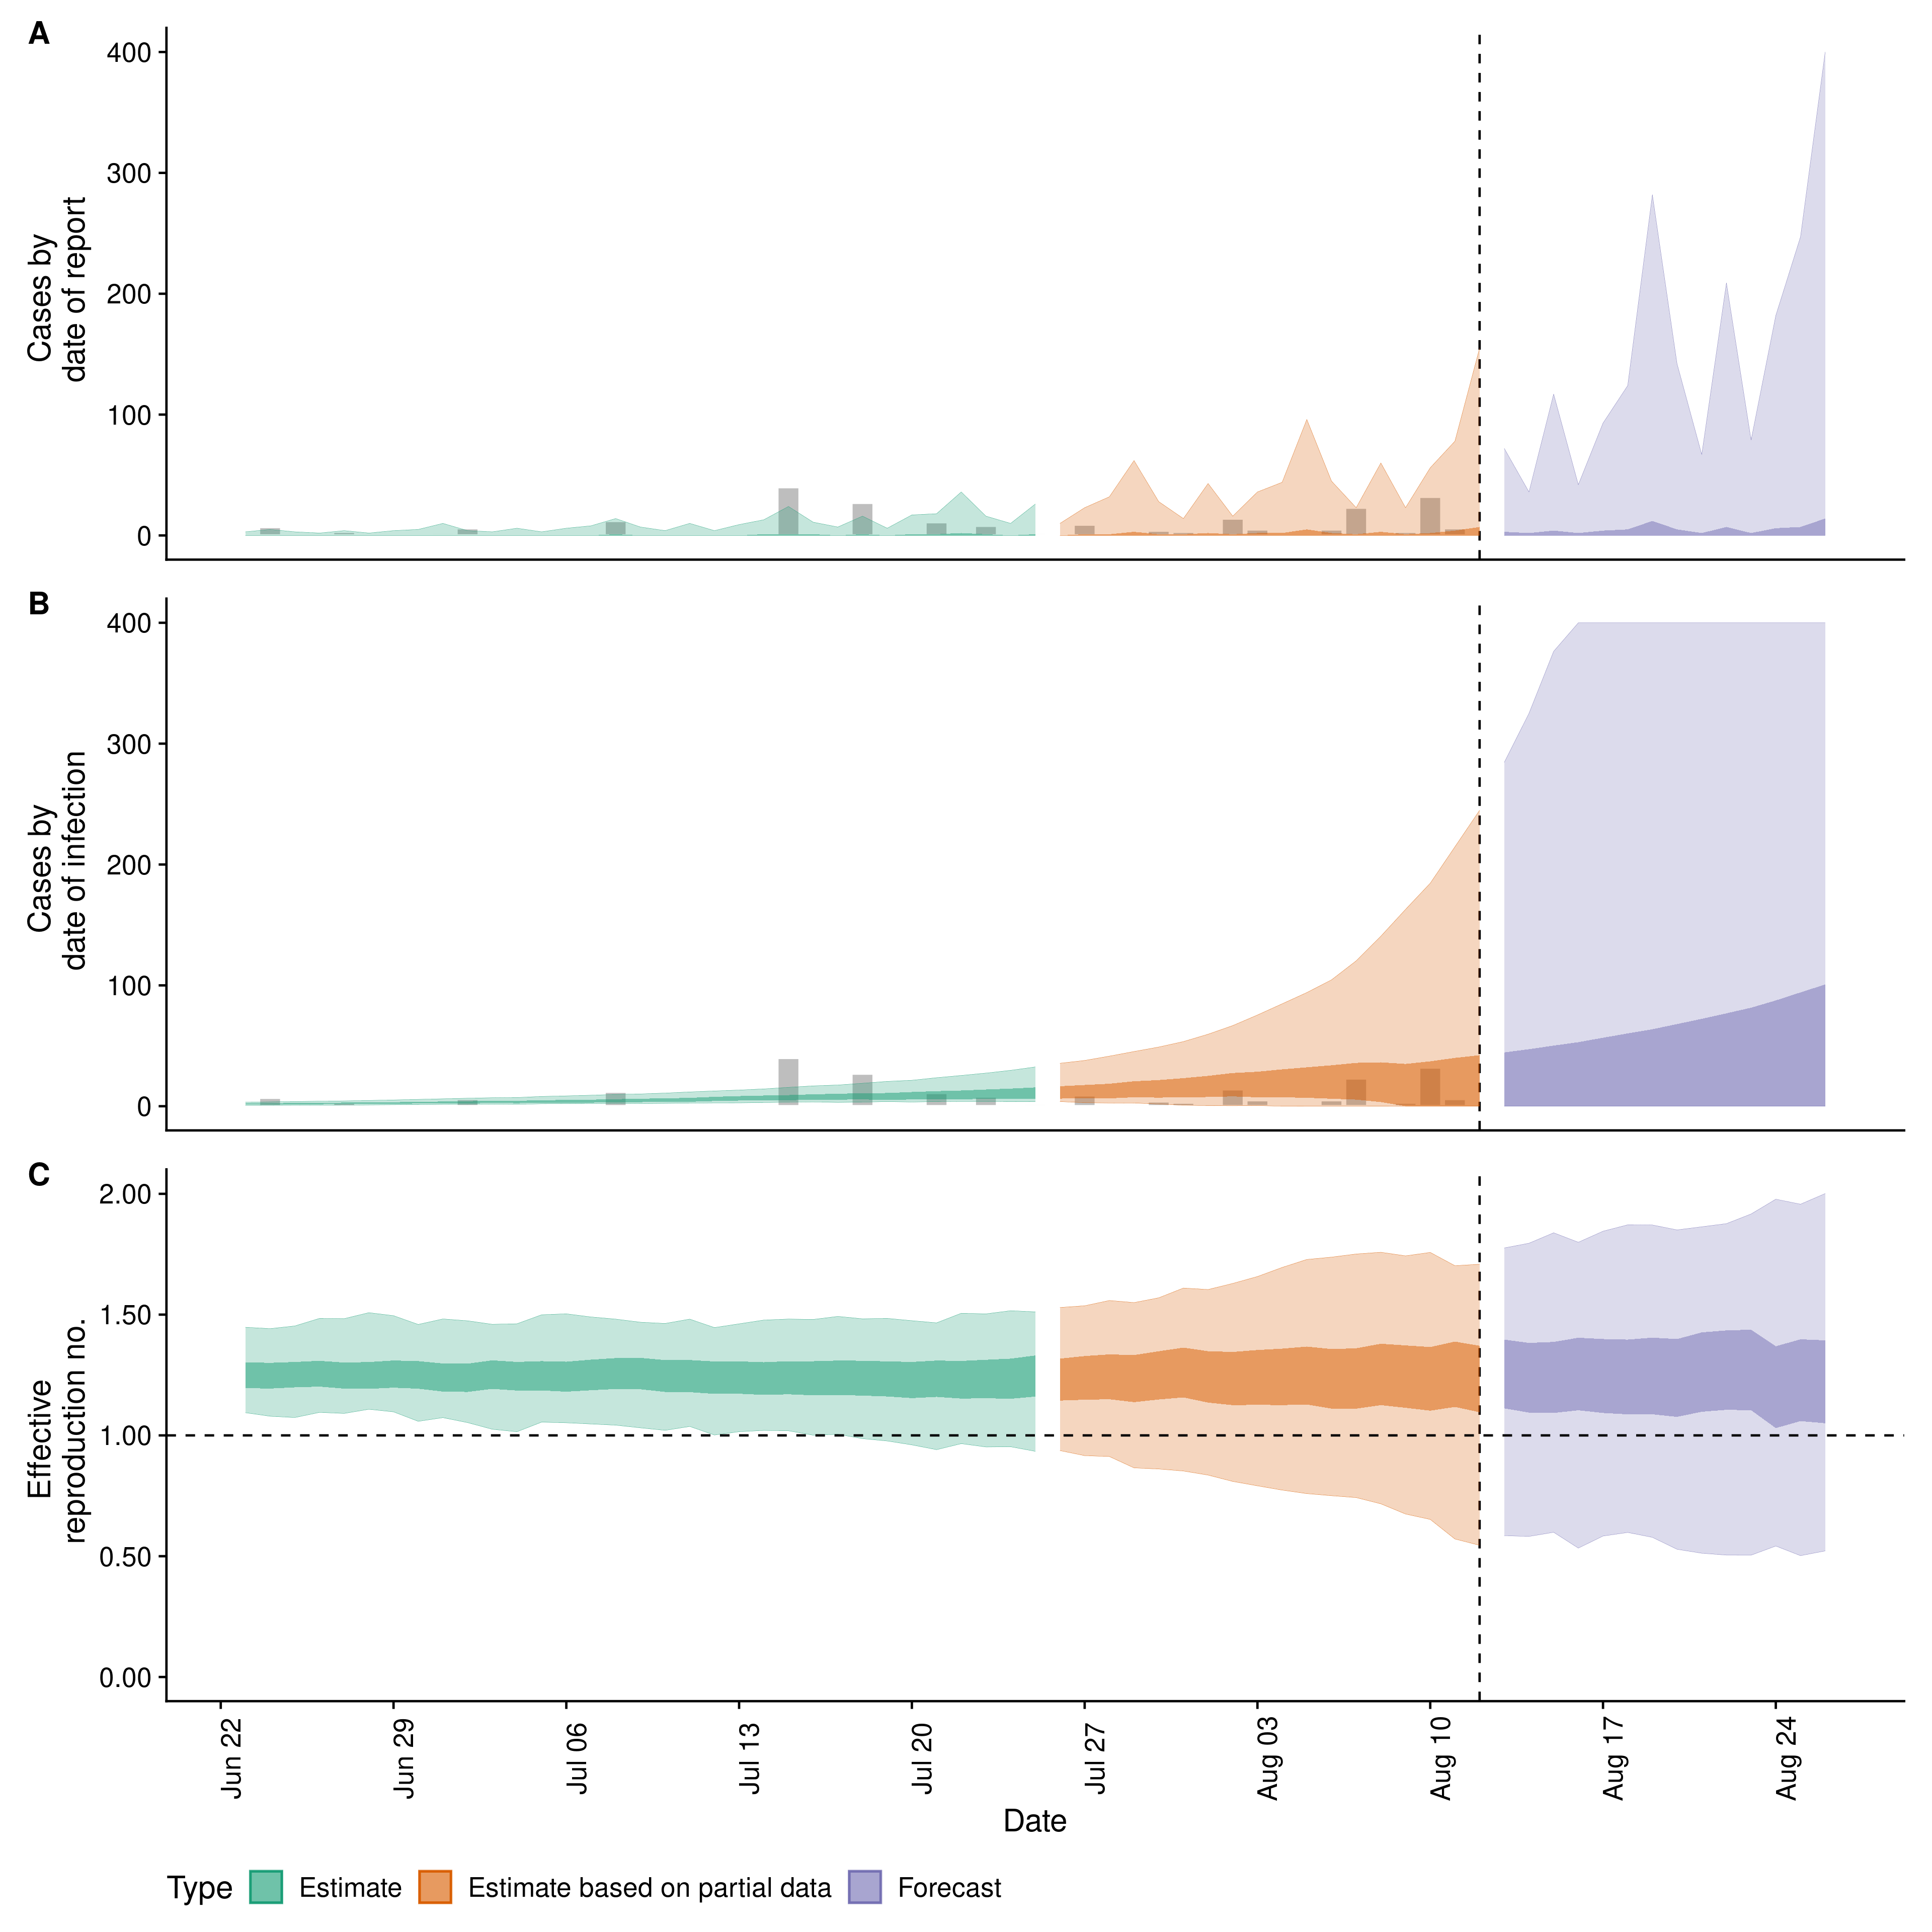 A
400
300
200
100
0
Cases by
date of report
B
400
300
200
100
0
Cases by
date of infection
C
2.00
1.50
1.00
0.50
0.00
Effective
reproduction no.
Jun 22
Jun 29
Jul 06
Jul 13
Jul 20
Jul 27
Aug 03
Aug 10
Aug 17
Aug 24
Date
Type Estimate Estimate based on partial data Forecast